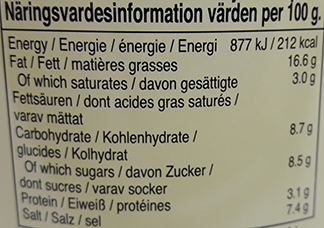 Näringsvardesinformation värden per 100 g.
Energy / Energie / énergie / Energi 877 kJ / 212 kcal
Fat / Fett / matières grasses 16.6 g
Of which saturates / davon gesättigte 3.0 g
Fettsäuren / dont acides gras saturés /
varav mättat
Carbohydrate / Kohlenhydrate / 8.7 g
glucides / Kolhydrat
Of which sugars / davon Zucker / 8.5 g
dont sucres / varav socker
Protein / Eiweiß / protéines 3.1 g
Salt / Salz / sel 7.4 g